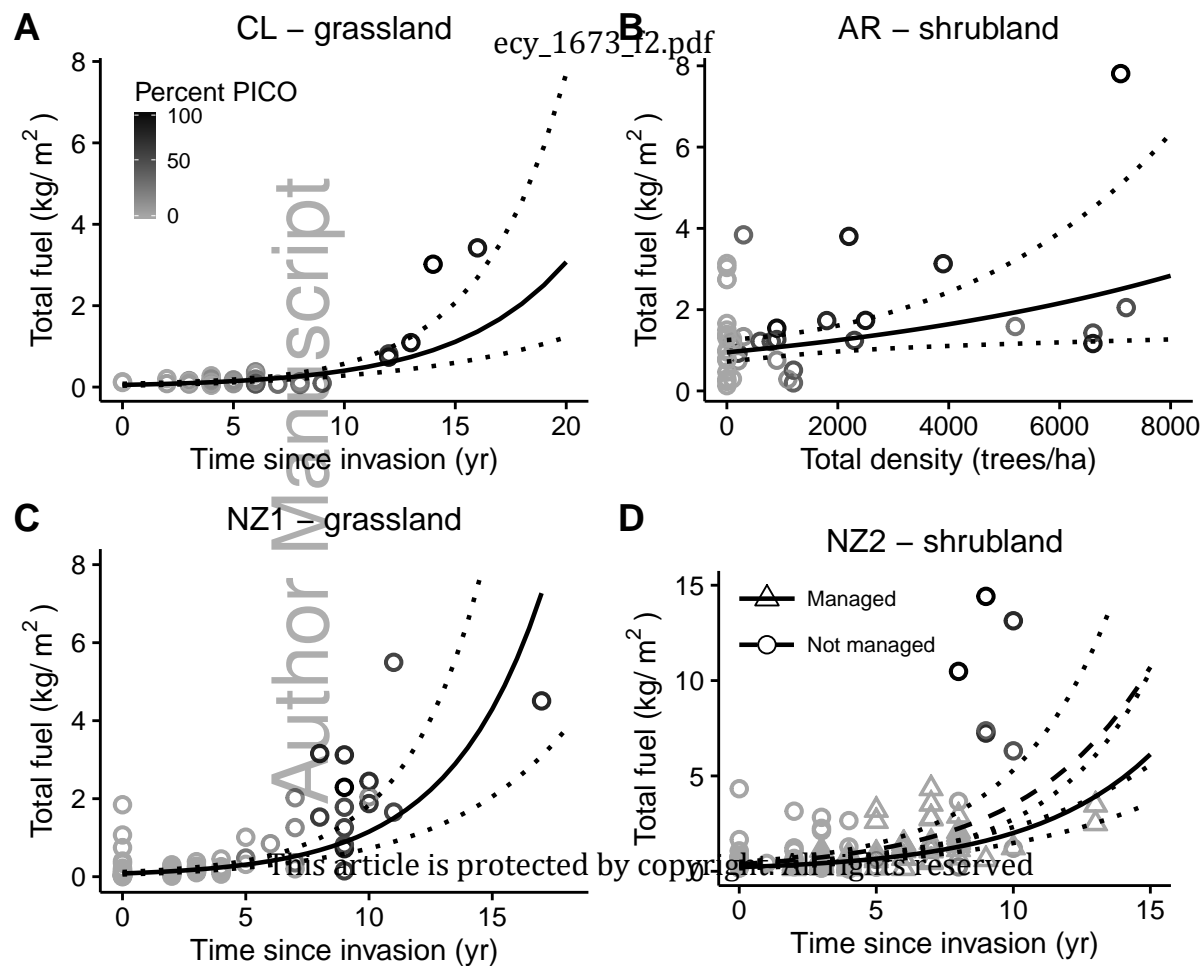 ecy_1673_f2.pdf
A
CL – grassland
Total fuel (kg/ m2 )
8
6
4
2
0
Percent PICO
100
50
0
0
5
10
15
20
Time since invasion (yr)
B
AR – shrubland
Total fuel (kg/ m2 )
8
6
4
2
0
0
2000
4000
6000
8000
Total density (trees/ha)
C
NZ1 – grassland
Total fuel (kg/ m2 )
8
6
4
2
0
0
5
10
15
Time since invasion (yr)
D
NZ2 – shrubland
Total fuel (kg/ m2 )
15
10
5
0
Managed
Not managed
0
5
10
15
Time since invasion (yr)
Author Manuscript
This article is protected by copyright. All rights reserved